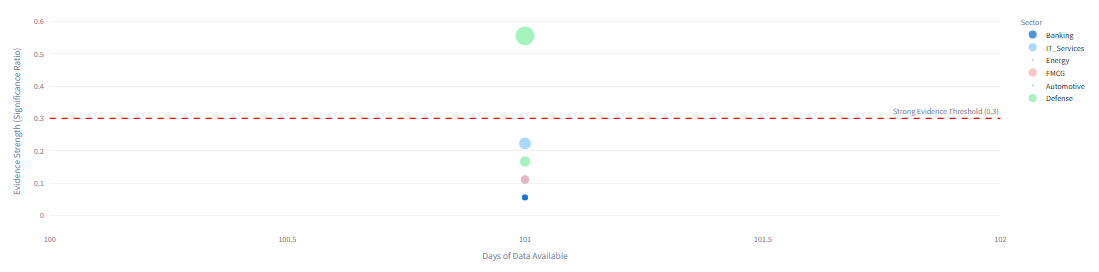 Evidence Strength (Significance Ratio)
0.6
0.5
0.4
0.3
0.2
0.1
0
Strong Evidence Threshold (0.3)
100
100.5
101
101.5
102
Days of Data Available
Sector
Banking
IT_Services
Energy
FMCG
Automotive
Defense